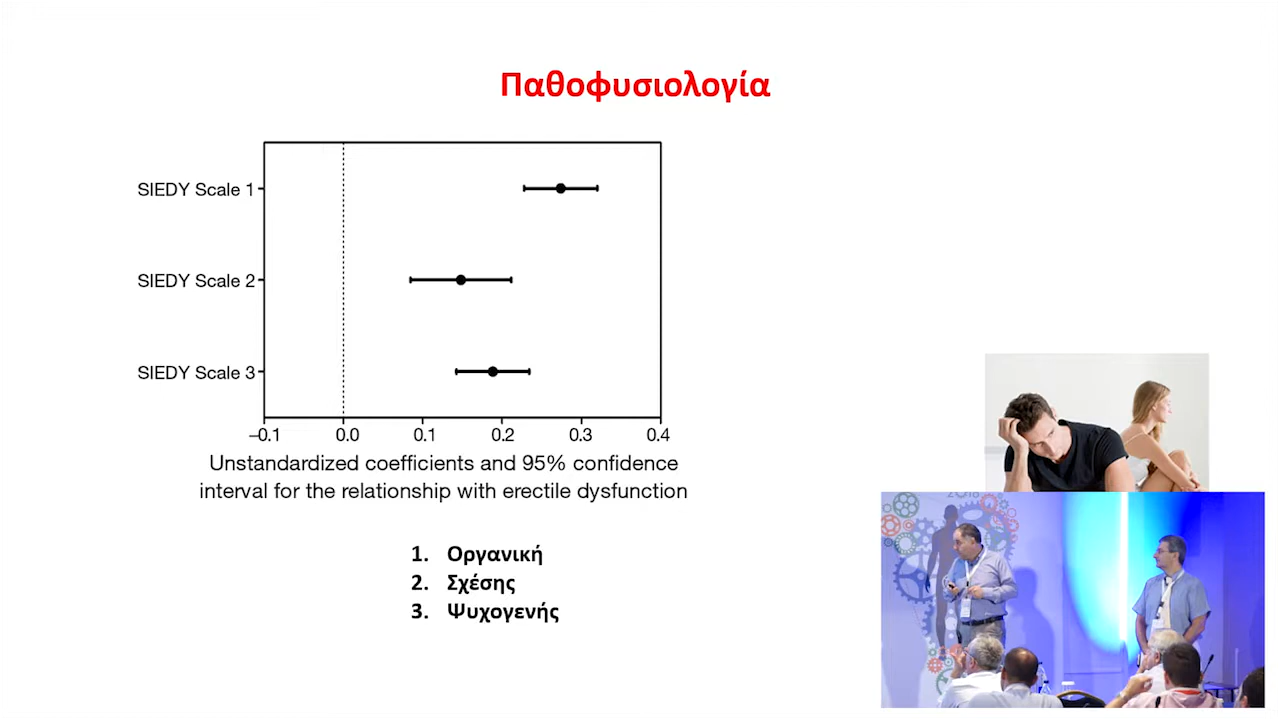 Παθοφυσιολογία
SIEDY Scale 1
SIEDY Scale 2
SIEDY Scale 3
–0.1 0.0 0.1 0.2 0.3 0.4
Unstandardized coefficients and 95% confidence
interval for the relationship with erectile dysfunction
1. Οργανική
2. Σχέσης
3. Ψυχογενής
2018